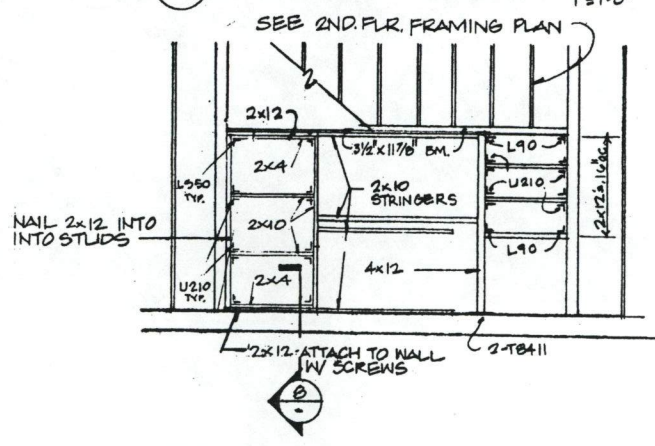 SEE 2ND. FLR. FRAMING PLAN
2x12
3½"x11⅞" BM.
L90
2x4
LS50
TYP.
2x10
STRINGERS
U210
2x12's, 16"OC.
NAIL 2x12 INTO
INTO STUDS
2x10
L90
U210
TYP.
2x4
4x12
2x12-ATTACH TO WALL
W/ SCREWS
2-TB411
8
-